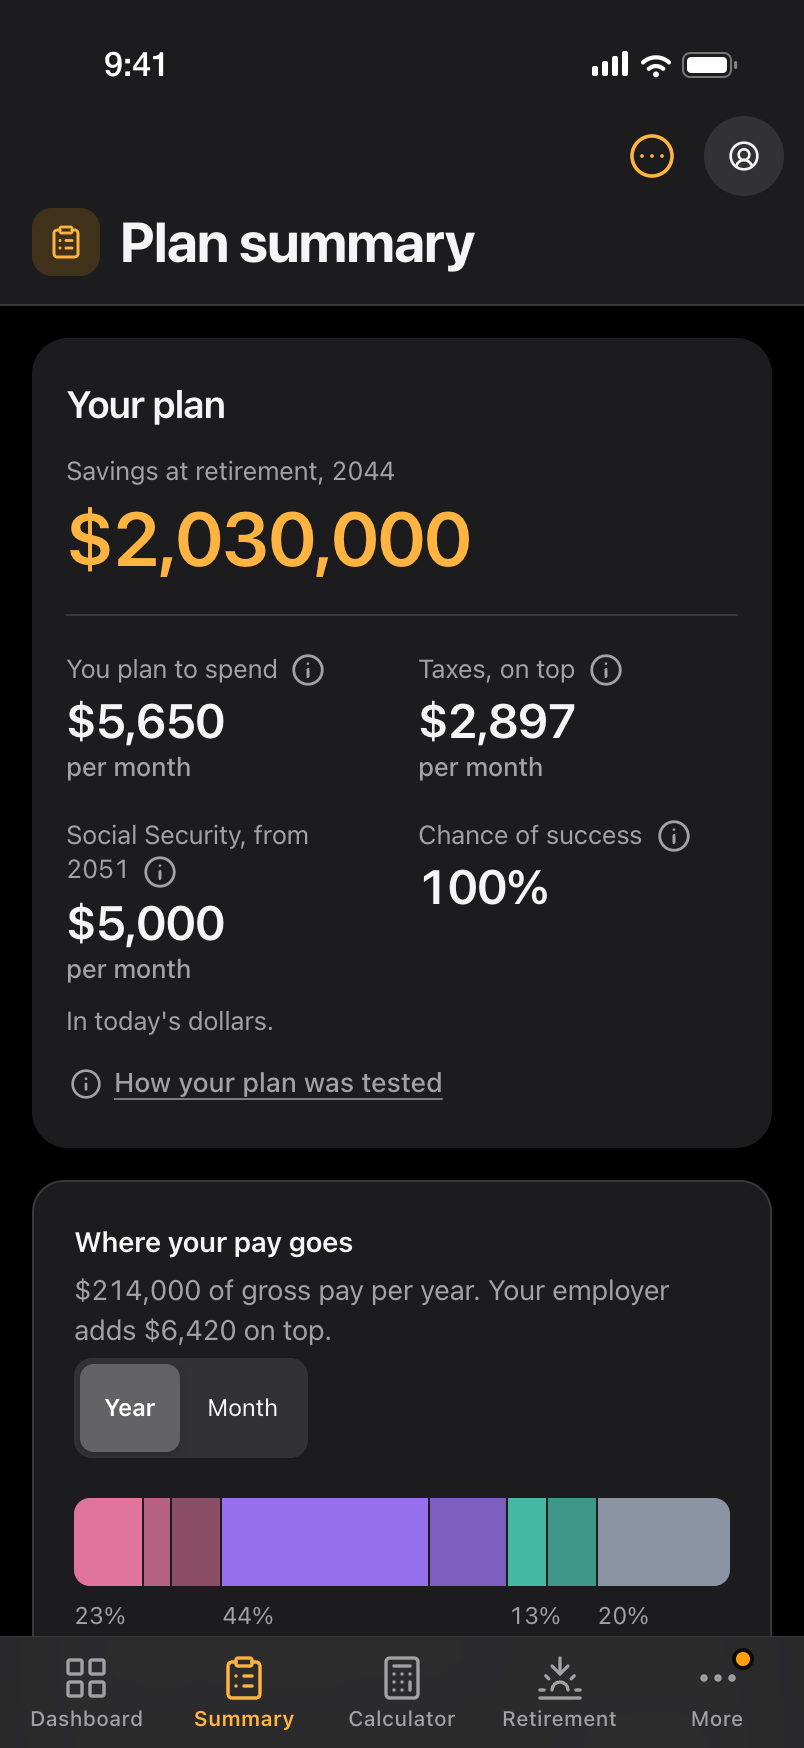 9:41
Plan summary
Your plan
Savings at retirement, 2044
$2,030,000
You plan to spend
$5,650
per month
Taxes, on top
$2,897
per month
Social Security, from
2051
$5,000
per month
Chance of success
100%
In today's dollars.
How your plan was tested
Where your pay goes
$214,000 of gross pay per year. Your employer
adds $6,420 on top.
Year Month
23% 44% 13% 20%
Dashboard Summary Calculator Retirement More